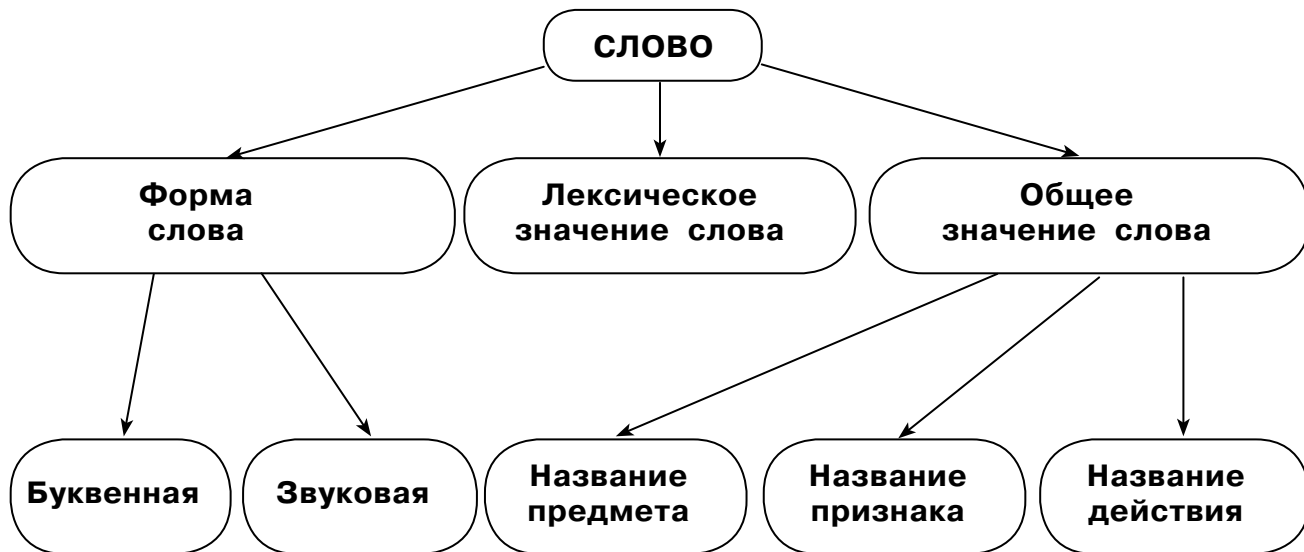 СЛОВО
Форма
слова
Лексическое
значение слова
Общее
значение слова
Буквенная
Звуковая
Название
предмета
Название
признака
Название
действия